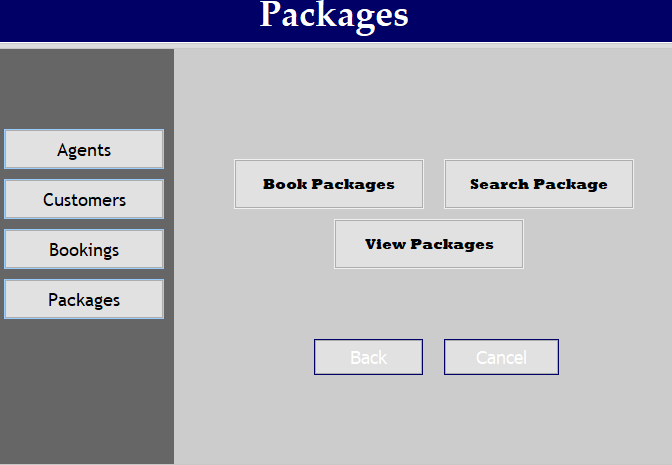 Packages
Agents
Customers
Bookings
Packages
Book Packages
Search Package
View Packages
Back
Cancel